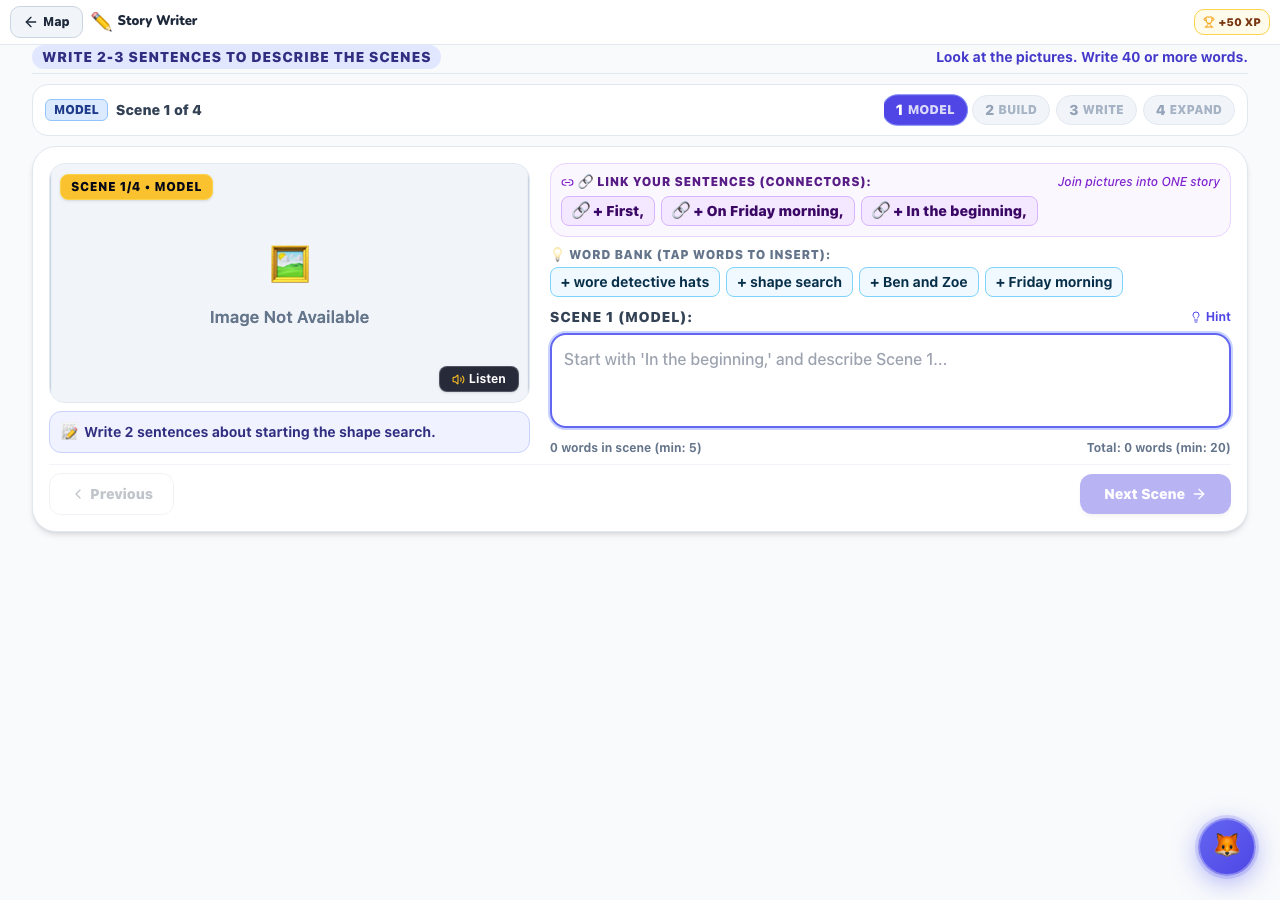 Map
Story Writer
+50 XP
WRITE 2-3 SENTENCES TO DESCRIBE THE SCENES
Look at the pictures. Write 40 or more words.
MODEL
Scene 1 of 4
1 MODEL
2 BUILD
3 WRITE
4 EXPAND
SCENE 1/4 • MODEL
Image Not Available
Listen
Write 2 sentences about starting the shape search.
LINK YOUR SENTENCES (CONNECTORS):
Join pictures into ONE story
+ First,
+ On Friday morning,
+ In the beginning,
WORD BANK (TAP WORDS TO INSERT):
+ wore detective hats
+ shape search
+ Ben and Zoe
+ Friday morning
SCENE 1 (MODEL):
Hint
Start with 'In the beginning,' and describe Scene 1...
0 words in scene (min: 5)
Total: 0 words (min: 20)
Previous
Next Scene